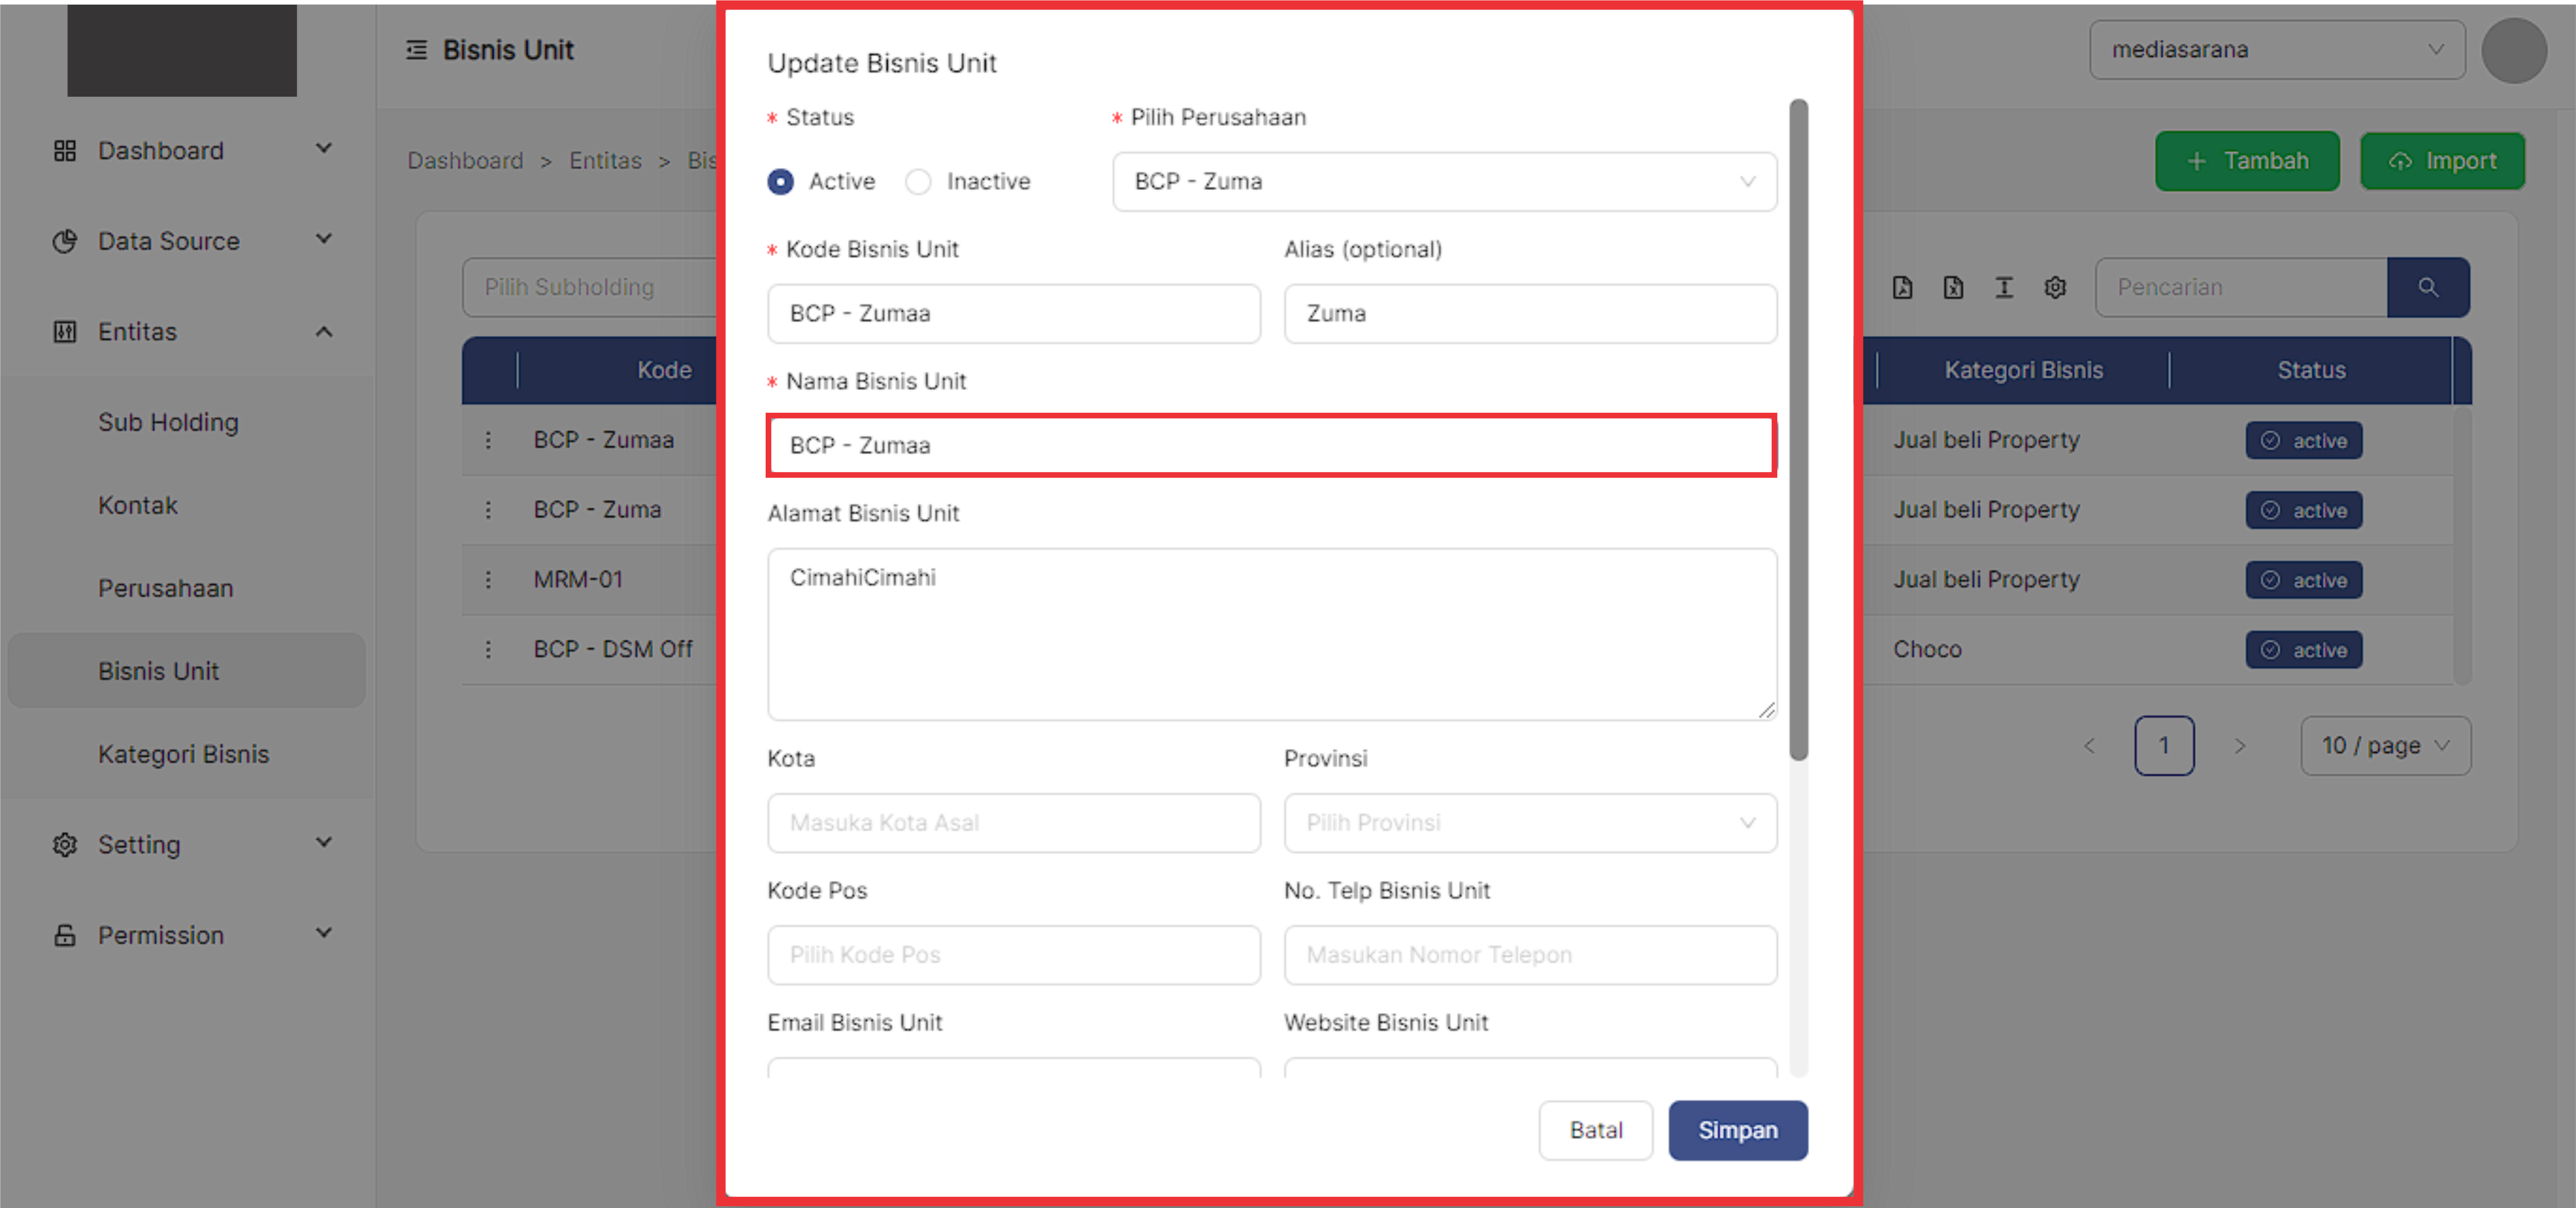 Bisnis Unit
mediasarana
Dashboard
Data Source
Entitas
Sub Holding
Kontak
Perusahaan
Bisnis Unit
Kategori Bisnis
Setting
Permission
Dashboard > Entitas > Bis
+ Tambah
Import
Pilih Subholding
Pencarian
Kode
Kategori Bisnis
Status
BCP - Zumaa
Jual beli Property
active
BCP - Zuma
Jual beli Property
active
MRM-01
Jual beli Property
active
BCP - DSM Off
Choco
active
< 1 >
10 / page
Update Bisnis Unit
* Status
* Pilih Perusahaan
Active
Inactive
BCP - Zuma
* Kode Bisnis Unit
Alias (optional)
BCP - Zumaa
Zuma
* Nama Bisnis Unit
BCP - Zumaa
Alamat Bisnis Unit
CimahiCimahi
Kota
Provinsi
Masuka Kota Asal
Pilih Provinsi
Kode Pos
No. Telp Bisnis Unit
Pilih Kode Pos
Masukan Nomor Telepon
Email Bisnis Unit
Website Bisnis Unit
Batal
Simpan